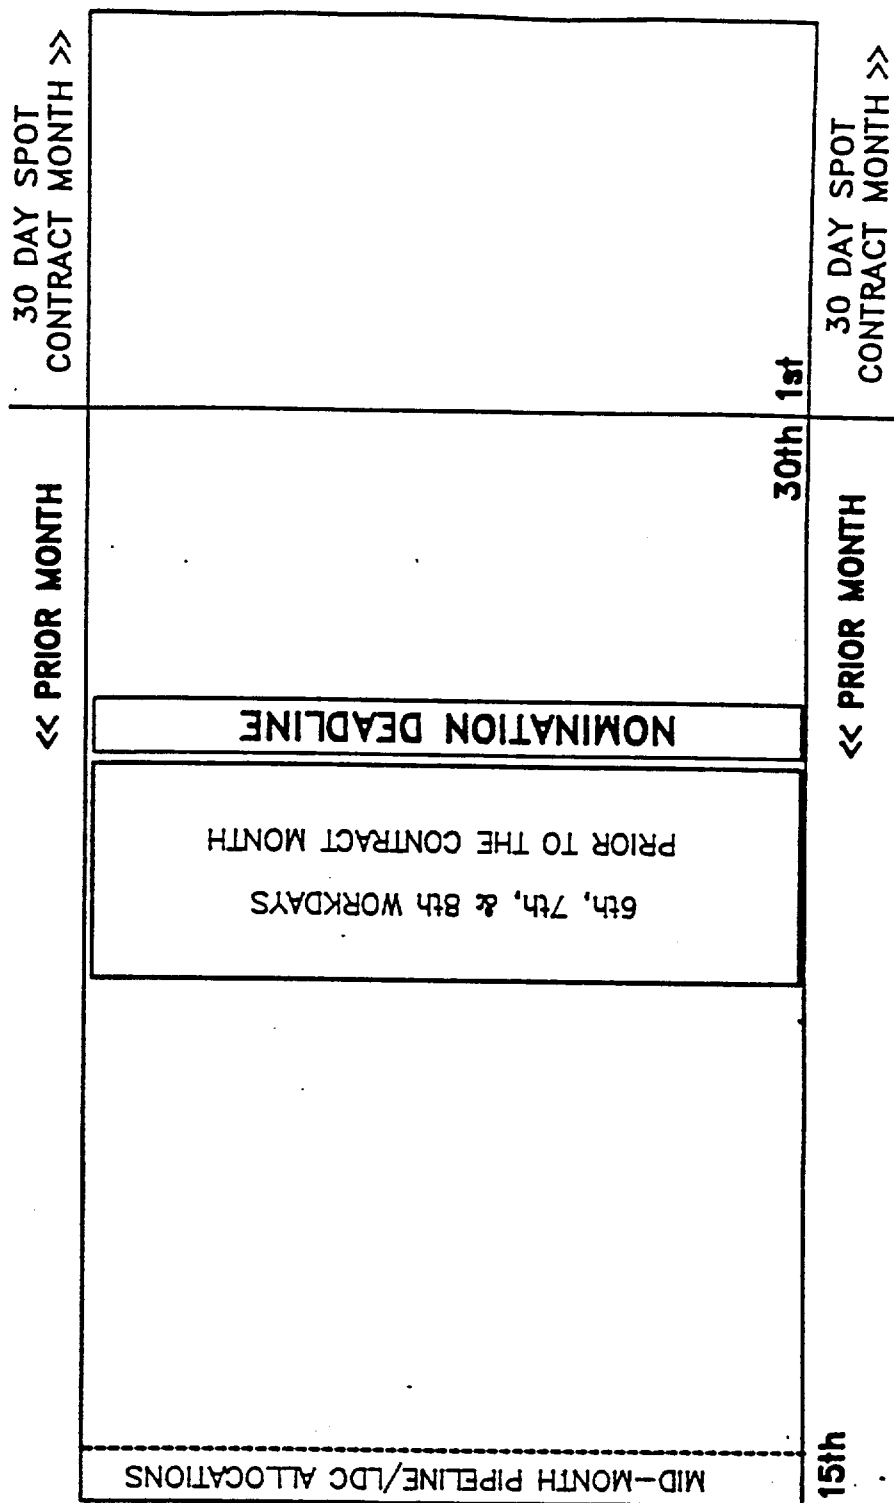 30 DAY SPOT
CONTRACT MONTH >>
<< PRIOR MONTH
MID-MONTH PIPELINE/LDC ALLOCATIONS
6th, 7th, & 8th WORKDAYS
PRIOR TO THE CONTRACT MONTH
NOMINATION DEADLINE
15th
30th
1st
<< PRIOR MONTH
30 DAY SPOT
CONTRACT MONTH >>